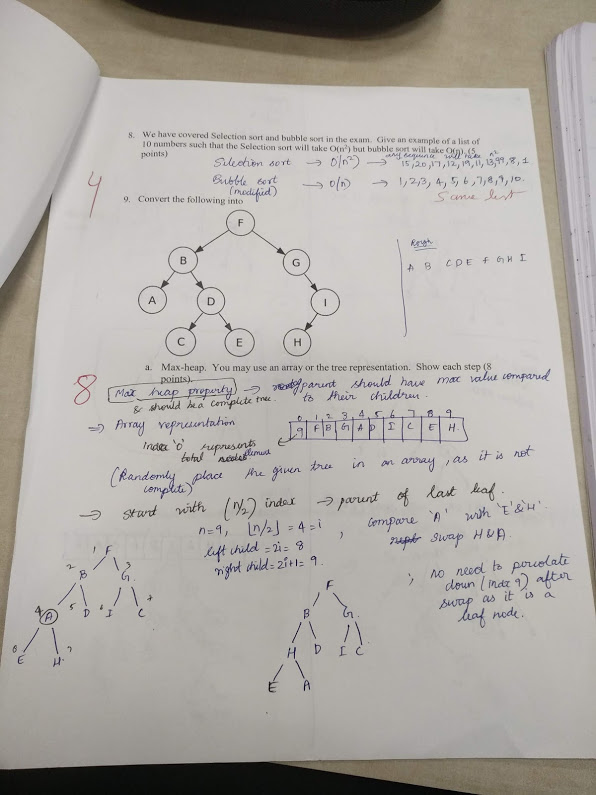 8. We have covered Selection sort and bubble sort in the exam. Give an example of a list of
10 numbers such that the Selection sort will take O(n²) but bubble sort will take O(n). (5
points)
any sequence will take n²
Selection sort → O(n²) → 15, 20, 17, 12, 19, 11, 13, 99, 8, 1
Bubble sort → O(n) → 1, 2, 3, 4, 5, 6, 7, 8, 9, 10.
(modified)
Same list
4
9. Convert the following into
F
B
G
A
D
I
C
E
H
Rough
A B C D E F G H I
a. Max-heap. You may use an array or the tree representation. Show each step (8
points).
8
Max heap property → parent should have max value compared
& should be a complete tree. to their children.
⇒ Array representation
0 1 2 3 4 5 6 7 8 9
9 F B G A D I C E H
Index '0' represents
total element
(Randomly place the given tree in an array, as it is not
complete)
→ start with (n/2) index → parent of last leaf.
n=9, ⌊n/2⌋ = 4 = i , compare 'A' with 'E' & 'H'.
left child = 2i = 8 swap H & A.
right child = 2i+1 = 9.
; no need to percolate
down (index 9) after
swap as it is a
leaf node.
1 F
2 B 3 G
4 A 5 D 6 I 7 C
8 E 9 H
F
B G
H D I C
E A